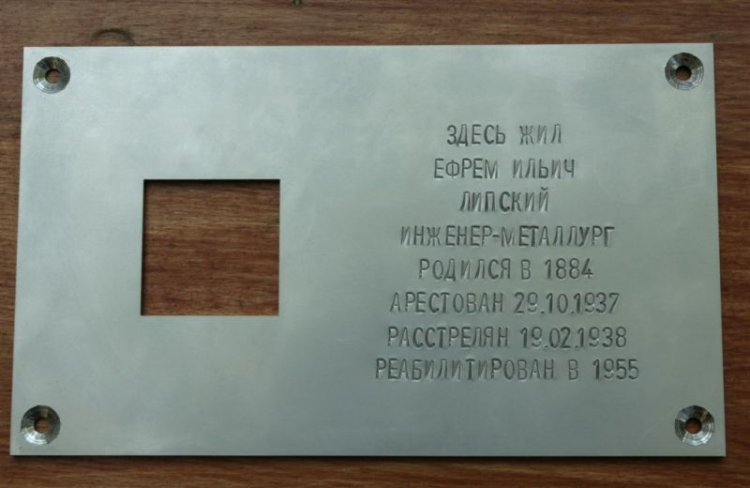 ЗДЕСЬ ЖИЛ
ЕФРЕМ ИЛЬИЧ
ЛИПСКИЙ
ИНЖЕНЕР-МЕТАЛЛУРГ
РОДИЛСЯ В 1884
АРЕСТОВАН 29.10.1937
РАССТРЕЛЯН 19.02.1938
РЕАБИЛИТИРОВАН В 1955